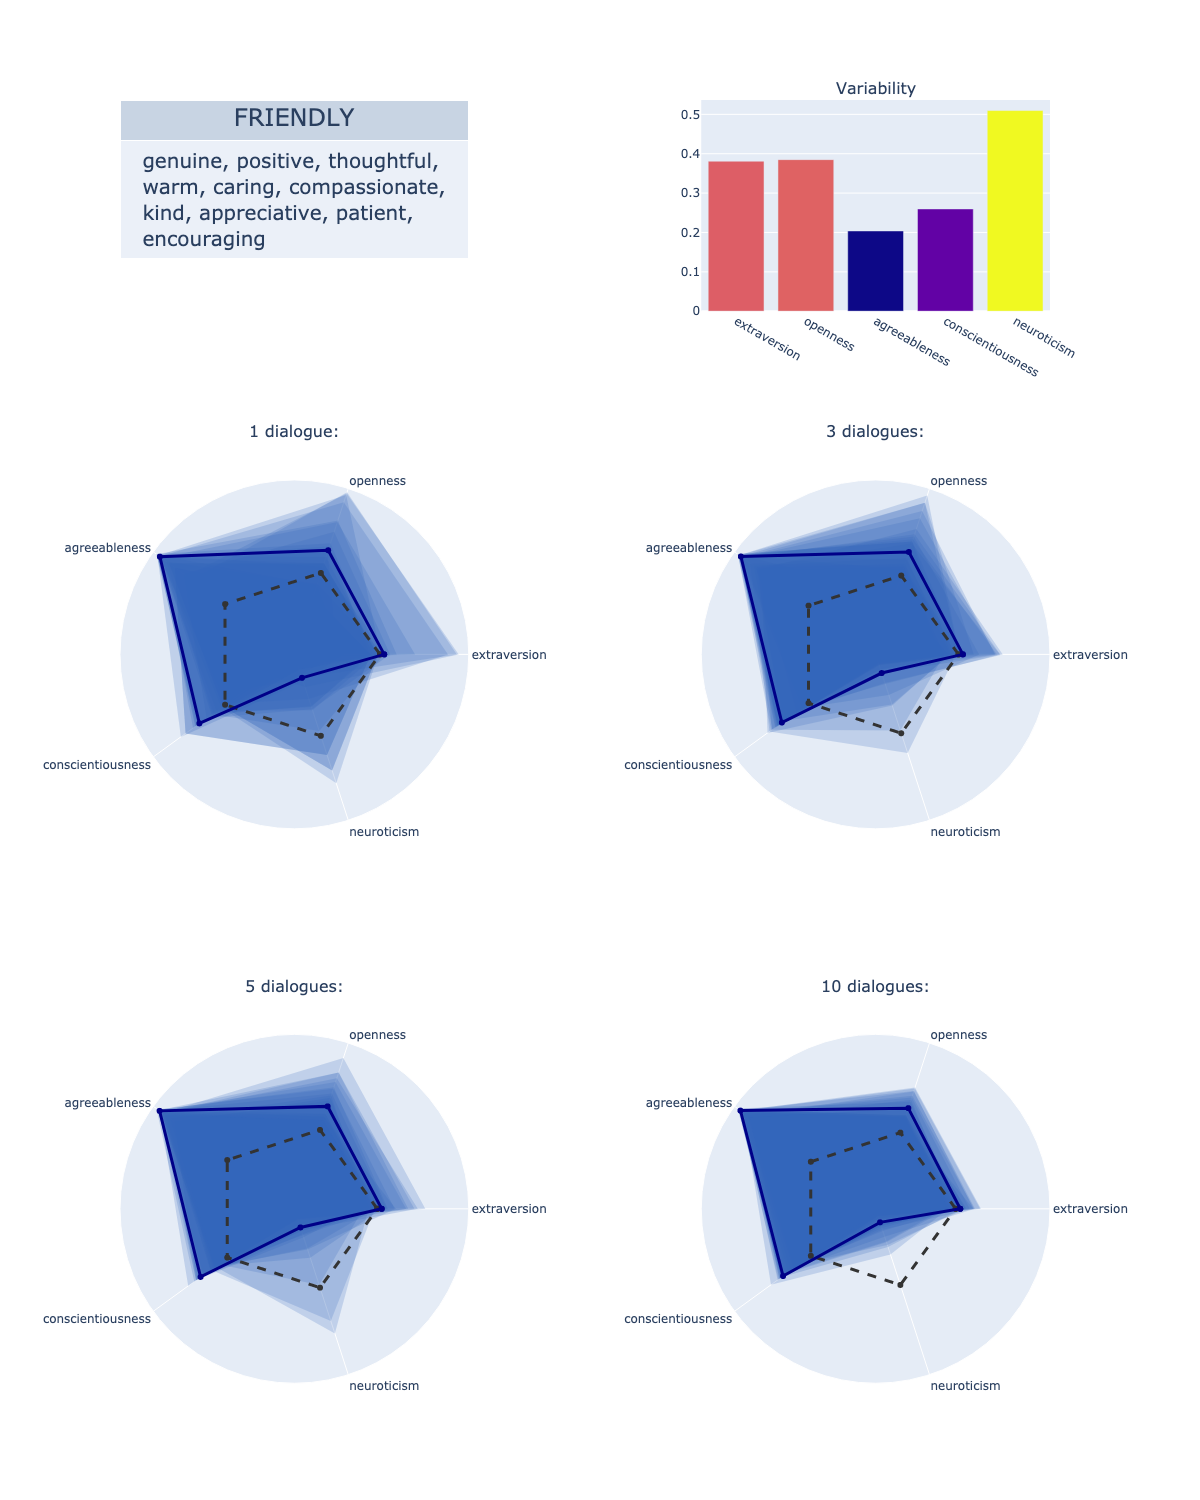 FRIENDLY
genuine, positive, thoughtful,
warm, caring, compassionate,
kind, appreciative, patient,
encouraging
Variability
0.5
0.4
0.3
0.2
0.1
0
extraversion
openness
agreeableness
conscientiousness
neuroticism
1 dialogue:
openness
agreeableness
extraversion
conscientiousness
neuroticism
3 dialogues:
openness
agreeableness
extraversion
conscientiousness
neuroticism
5 dialogues:
openness
agreeableness
extraversion
conscientiousness
neuroticism
10 dialogues:
openness
agreeableness
extraversion
conscientiousness
neuroticism